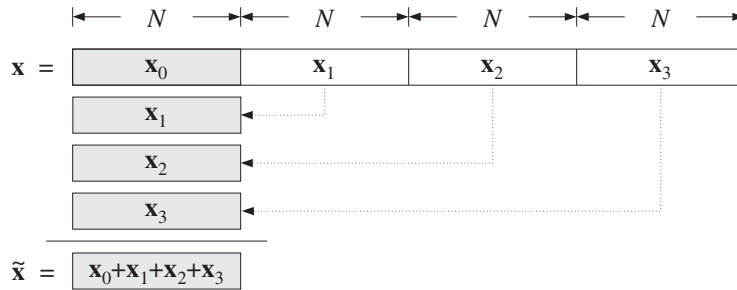 N N N N
x = x₀ x₁ x₂ x₃
x₁
x₂
x₃
x̃ = x₀+x₁+x₂+x₃